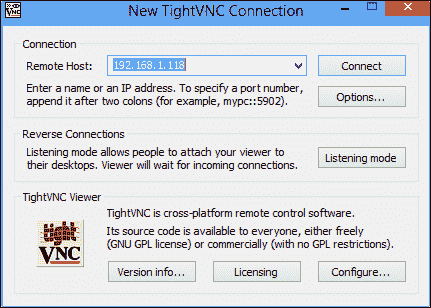 New TightVNC Connection
Connection
Remote Host: 192.168.1.118 Connect
Enter a name or an IP address. To specify a port number,
append it after two colons (for example, mypc::5902). Options...
Reverse Connections
Listening mode allows people to attach your viewer to
their desktops. Viewer will wait for incoming connections. Listening mode
TightVNC Viewer
TightVNC is cross-platform remote control software.
Its source code is available to everyone, either freely
(GNU GPL license) or commercially (with no GPL restrictions).
VNC
Version info... Licensing Configure...